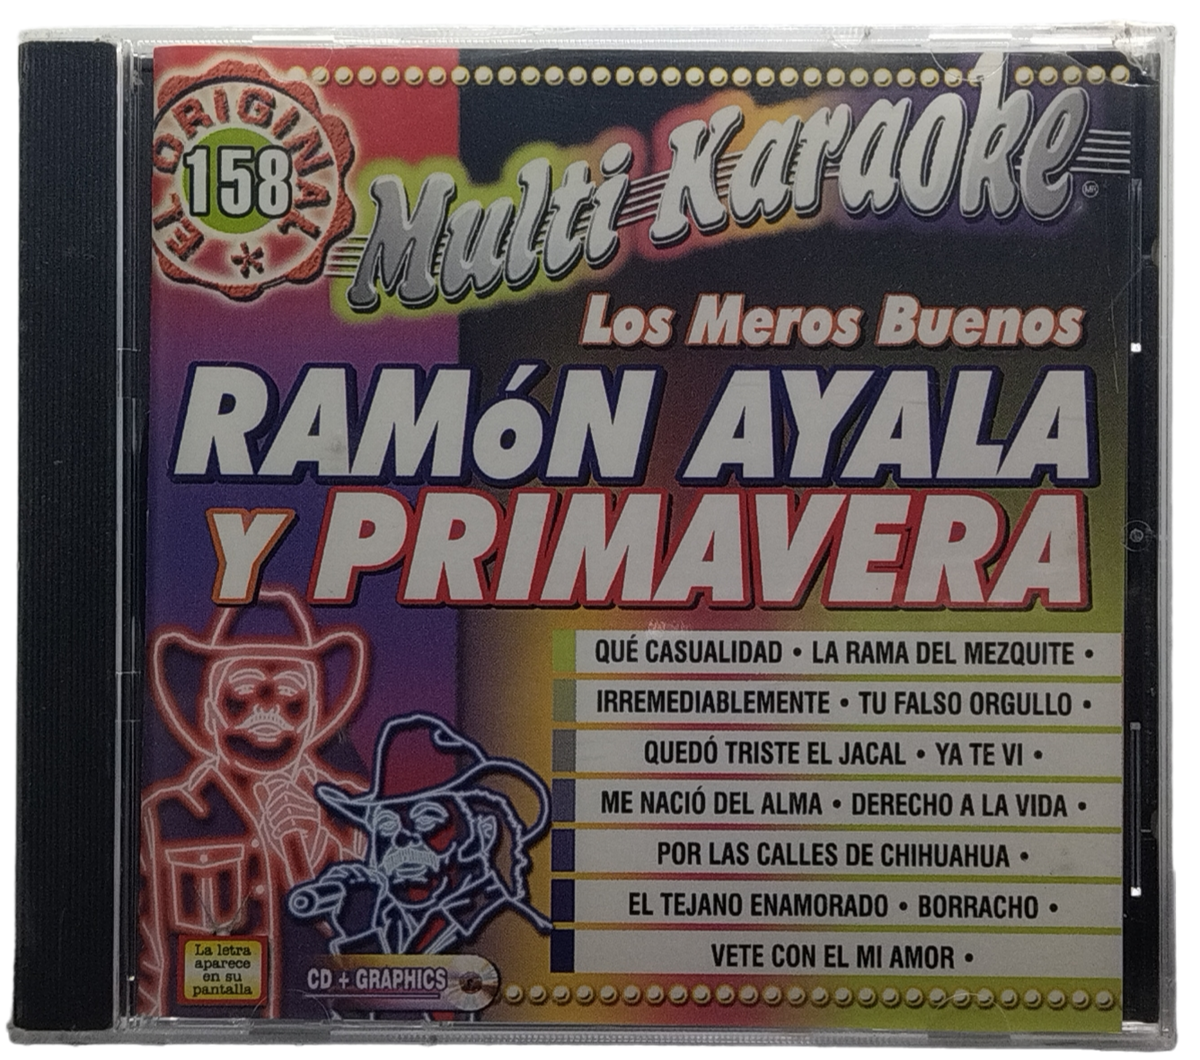 EL ORIGINAL *
158
Multi Karaoke
MR
Los Meros Buenos
RAMóN AYALA
Y PRIMAVERA
QUÉ CASUALIDAD • LA RAMA DEL MEZQUITE •
IRREMEDIABLEMENTE • TU FALSO ORGULLO •
QUEDÓ TRISTE EL JACAL • YA TE VI •
ME NACIÓ DEL ALMA • DERECHO A LA VIDA •
POR LAS CALLES DE CHIHUAHUA •
EL TEJANO ENAMORADO • BORRACHO •
VETE CON EL MI AMOR •
La letra
aparece
en su
pantalla
CD + GRAPHICS